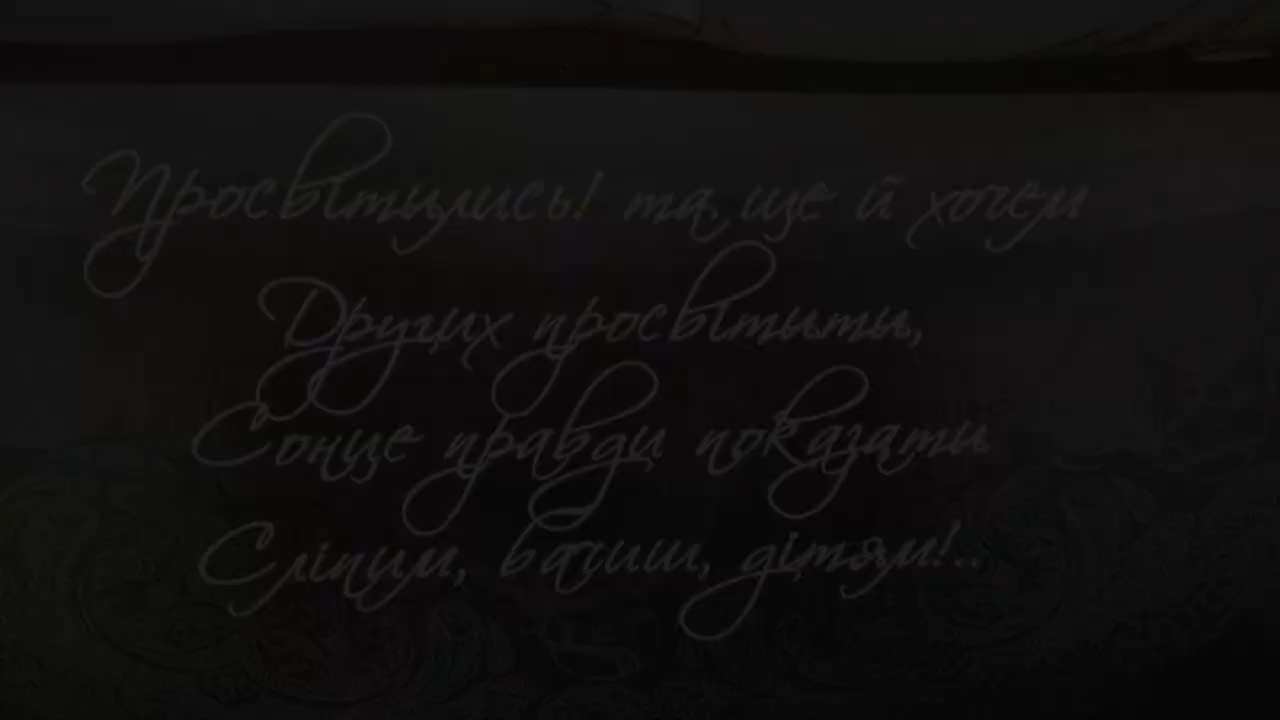 Просвітились! та ще й хочем
Других просвітити,
Сонце правди показати
Сліпим, бачиш, дітям!..